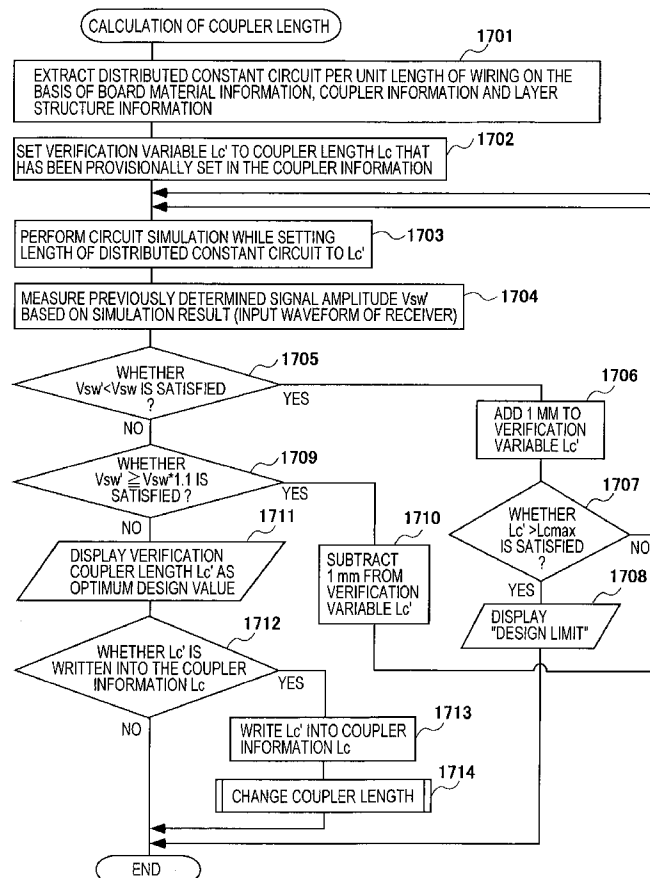 CALCULATION OF COUPLER LENGTH
1701
EXTRACT DISTRIBUTED CONSTANT CIRCUIT PER UNIT LENGTH OF WIRING ON THE
BASIS OF BOARD MATERIAL INFORMATION, COUPLER INFORMATION AND LAYER
STRUCTURE INFORMATION
1702
SET VERIFICATION VARIABLE Lc' TO COUPLER LENGTH Lc THAT
HAS BEEN PROVISIONALLY SET IN THE COUPLER INFORMATION
1703
PERFORM CIRCUIT SIMULATION WHILE SETTING
LENGTH OF DISTRIBUTED CONSTANT CIRCUIT TO Lc'
1704
MEASURE PREVIOUSLY DETERMINED SIGNAL AMPLITUDE Vsw'
BASED ON SIMULATION RESULT (INPUT WAVEFORM OF RECEIVER)
1705
WHETHER
Vsw'<Vsw IS SATISFIED
?
YES
NO
1706
ADD 1 MM TO
VERIFICATION
VARIABLE Lc'
1709
WHETHER
Vsw' ≧ Vsw*1.1 IS
SATISFIED ?
YES
NO
1707
WHETHER
Lc' >Lcmax
IS SATISFIED
?
NO
YES
1710
SUBTRACT
1 mm FROM
VERIFICATION
VARIABLE Lc'
1711
DISPLAY VERIFICATION
COUPLER LENGTH Lc' AS
OPTIMUM DESIGN VALUE
1708
DISPLAY
"DESIGN LIMIT"
1712
WHETHER Lc' IS
WRITTEN INTO THE COUPLER
INFORMATION Lc
YES
NO
1713
WRITE Lc' INTO COUPLER
INFORMATION Lc
1714
CHANGE COUPLER LENGTH
END